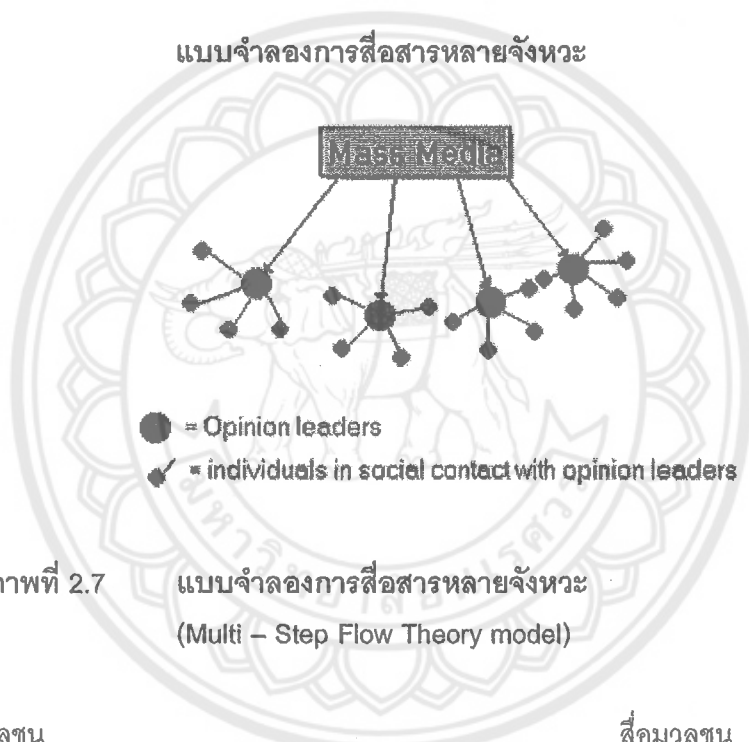 แบบจำลองการสื่อสารหลายจังหวะ
Mass Media
= Opinion leaders
= individuals in social contact with opinion leaders
าพที่ 2.7 แบบจำลองการสื่อสารหลายจังหวะ
(Multi – Step Flow Theory model)
ลชน สื่อมวลชน